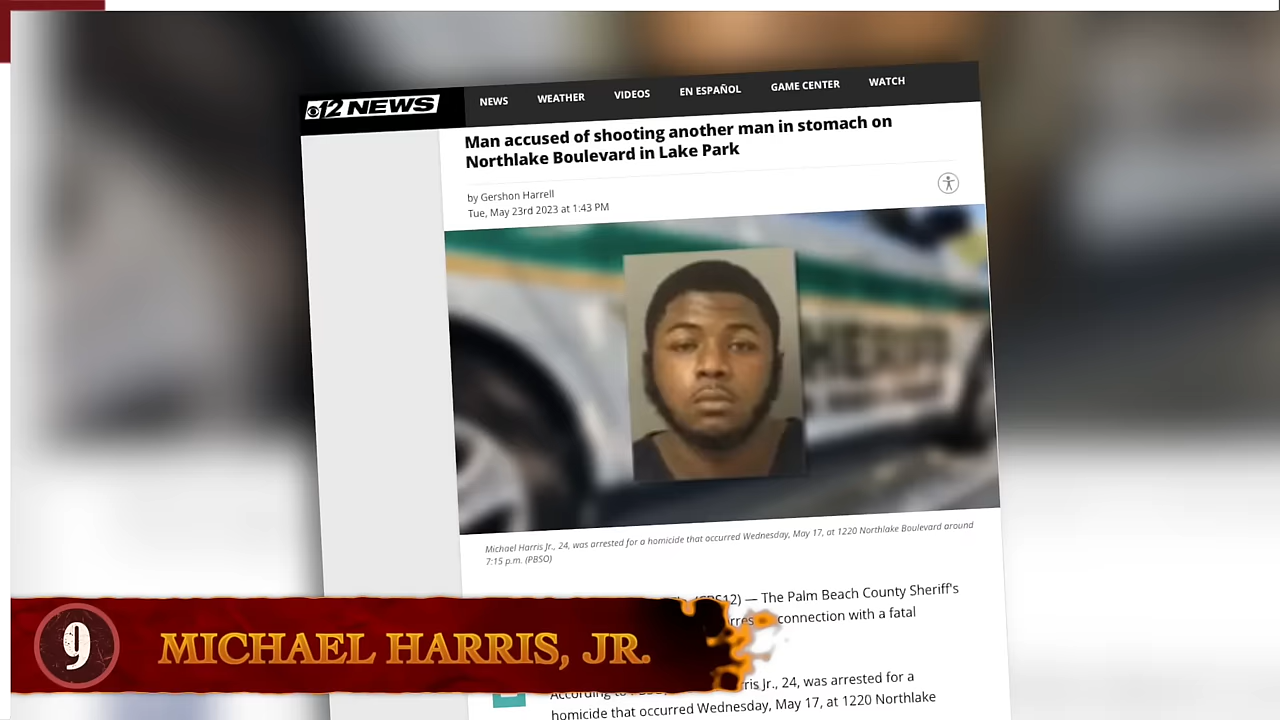 12 NEWS
NEWS WEATHER VIDEOS EN ESPAÑOL GAME CENTER WATCH
Man accused of shooting another man in stomach on
Northlake Boulevard in Lake Park
by Gershon Harrell
Tue, May 23rd 2023 at 1:43 PM
SHERIFF
Michael Harris Jr., 24, was arrested for a homicide that occurred Wednesday, May 17, at 1220 Northlake Boulevard around
7:15 p.m. (PBSO)
— The Palm Beach County Sheriff's
connection with a fatal
According to Jr., 24, was arrested for a
homicide that occurred Wednesday, May 17, at 1220 Northlake
9 MICHAEL HARRIS, JR.